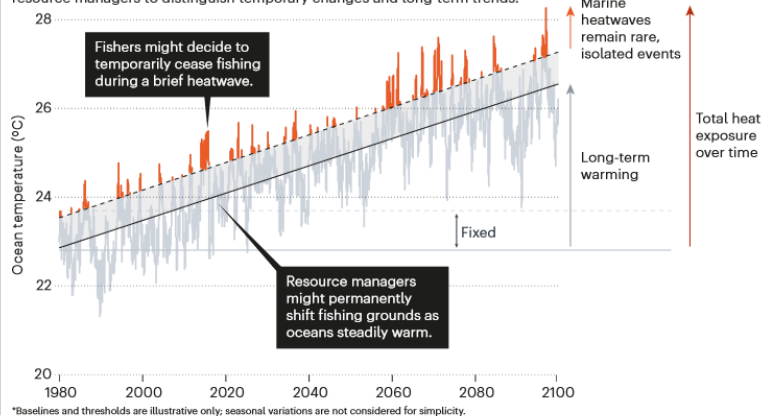 resource managers to distinguish temporary changes and long-term trends.
Marine
heatwaves
remain rare,
isolated events
28
Fishers might decide to
temporarily cease fishing
during a brief heatwave.
26
Total heat
exposure
over time
Long-term
warming
Ocean temperature (°C)
24
Fixed
Resource managers
might permanently
shift fishing grounds as
oceans steadily warm.
22
20
1980 2000 2020 2040 2060 2080 2100
*Baselines and thresholds are illustrative only; seasonal variations are not considered for simplicity.